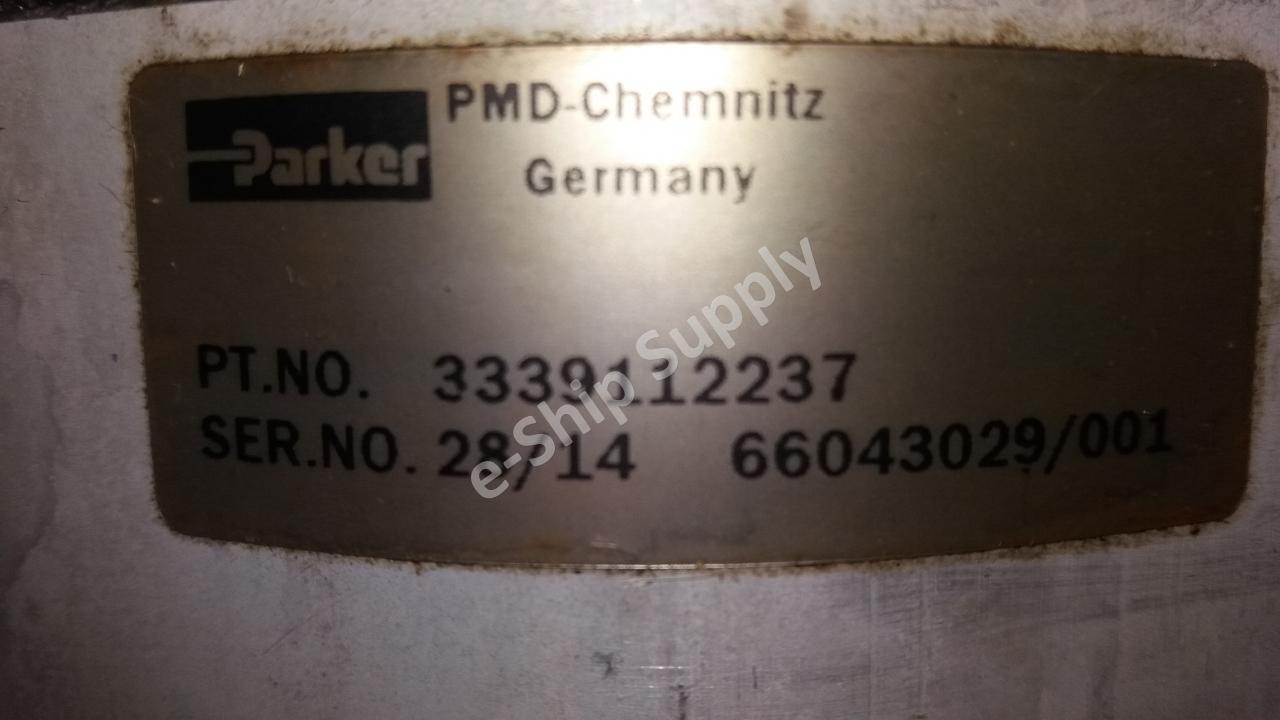 Parker
PMD-Chemnitz
Germany
PT.NO. 3339112237
SER.NO. 28/14 66043029/001
e-Ship Supply